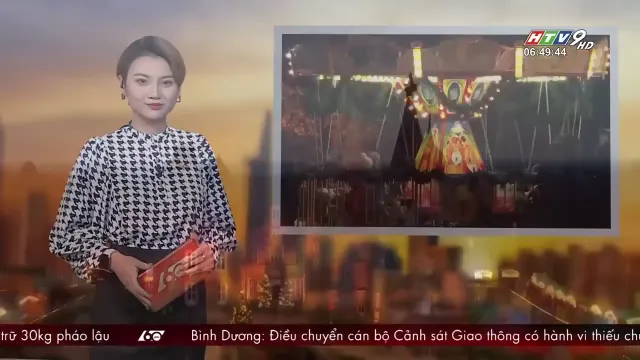 HTV9 HD
06:49:44
trữ 30kg pháo lậu
Bình Dương: Điều chuyển cán bộ Cảnh sát Giao thông có hành vi thiếu ch